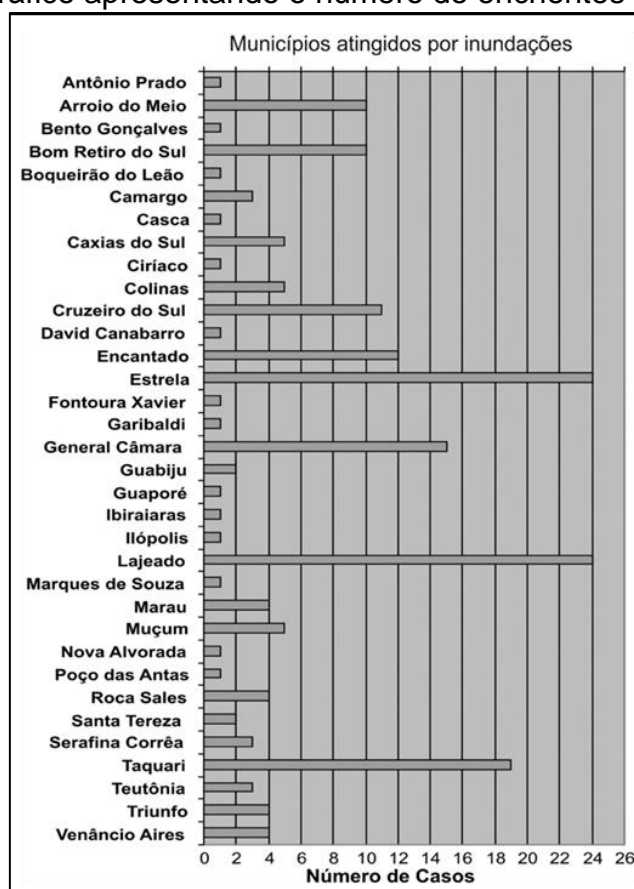 apresentando o número de enchentes
Municípios atingidos por inundações
Antônio Prado
Arroio do Meio
Bento Gonçalves
Bom Retiro do Sul
Boqueirão do Leão
Camargo
Casca
Caxias do Sul
Ciríaco
Colinas
Cruzeiro do Sul
David Canabarro
Encantado
Estrela
Fontoura Xavier
Garibaldi
General Câmara
Guabiju
Guaporé
Ibiraiaras
Ilópolis
Lajeado
Marques de Souza
Marau
Muçum
Nova Alvorada
Poço das Antas
Roca Sales
Santa Tereza
Serafina Corrêa
Taquari
Teutônia
Triunfo
Venâncio Aires
0 2 4 6 8 10 12 14 16 18 20 22 24 26
Número de Casos